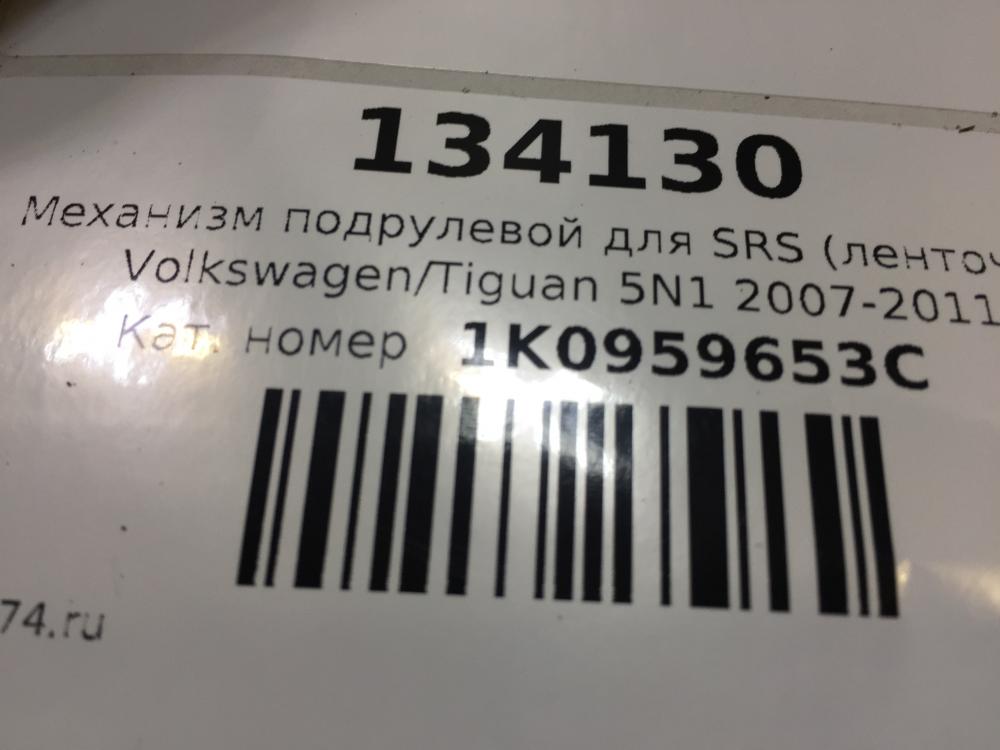 134130
Механизм подрулевой для SRS (ленточ
Volkswagen/Tiguan 5N1 2007-2011
Кат. номер 1K0959653C
74.ru